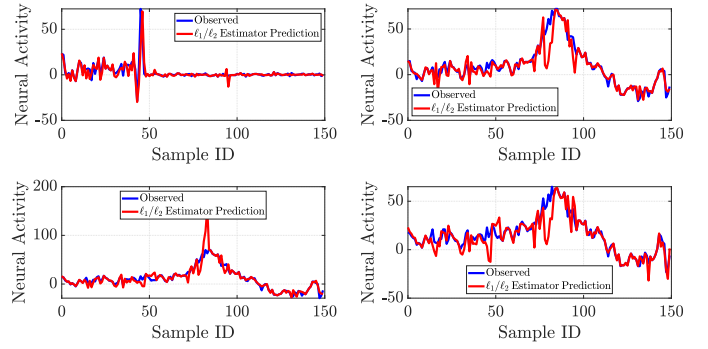 Neural Activity
50
0
-50
Observed
ℓ₁/ℓ₂ Estimator Prediction
0
50
100
150
Sample ID
Neural Activity
50
0
-50
Observed
ℓ₁/ℓ₂ Estimator Prediction
0
50
100
150
Sample ID
Neural Activity
200
100
0
Observed
ℓ₁/ℓ₂ Estimator Prediction
0
50
100
150
Sample ID
Neural Activity
50
0
-50
Observed
ℓ₁/ℓ₂ Estimator Prediction
0
50
100
150
Sample ID